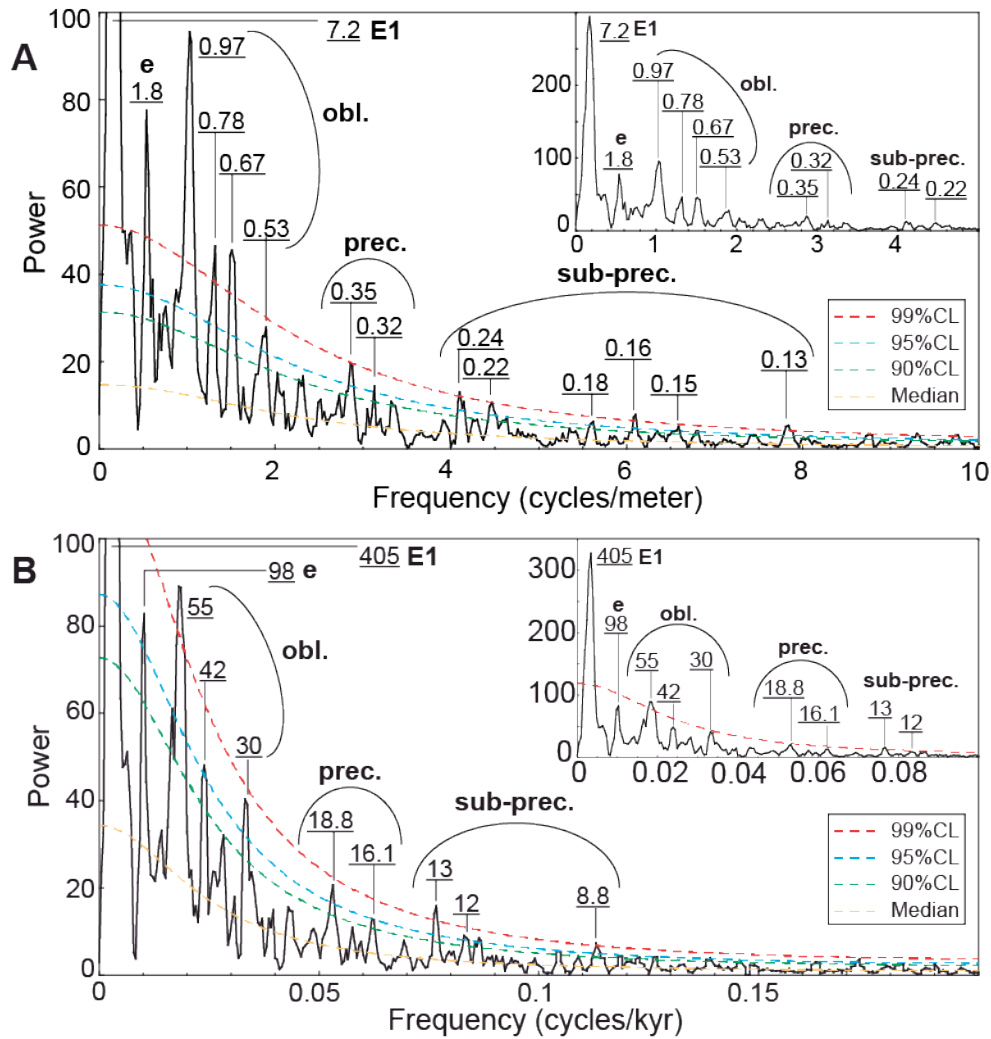 A
100
80
60
40
20
0
Power
7.2 E1
e
1.8
0.97
0.78
0.67
0.53
obl.
prec.
0.35
0.32
sub-prec.
0.24
0.22
0.18
0.16
0.15
0.13
0 2 4 6 8 10
Frequency (cycles/meter)
99%CL
95%CL
90%CL
Median
200
100
0
7.2 E1
e
1.8
0.97
0.78
0.67
0.53
obl.
prec.
0.32
0.35
sub-prec.
0.24
0.22
0 1 2 3 4
B
100
80
60
40
20
0
Power
405 E1
98 e
55
42
30
obl.
prec.
18.8
16.1
sub-prec.
13
12
8.8
0 0.05 0.1 0.15
Frequency (cycles/kyr)
99%CL
95%CL
90%CL
Median
300
200
100
0
405 E1
e
98
obl.
55
42
30
prec.
18.8
16.1
sub-prec.
13
12
0 0.02 0.04 0.06 0.08